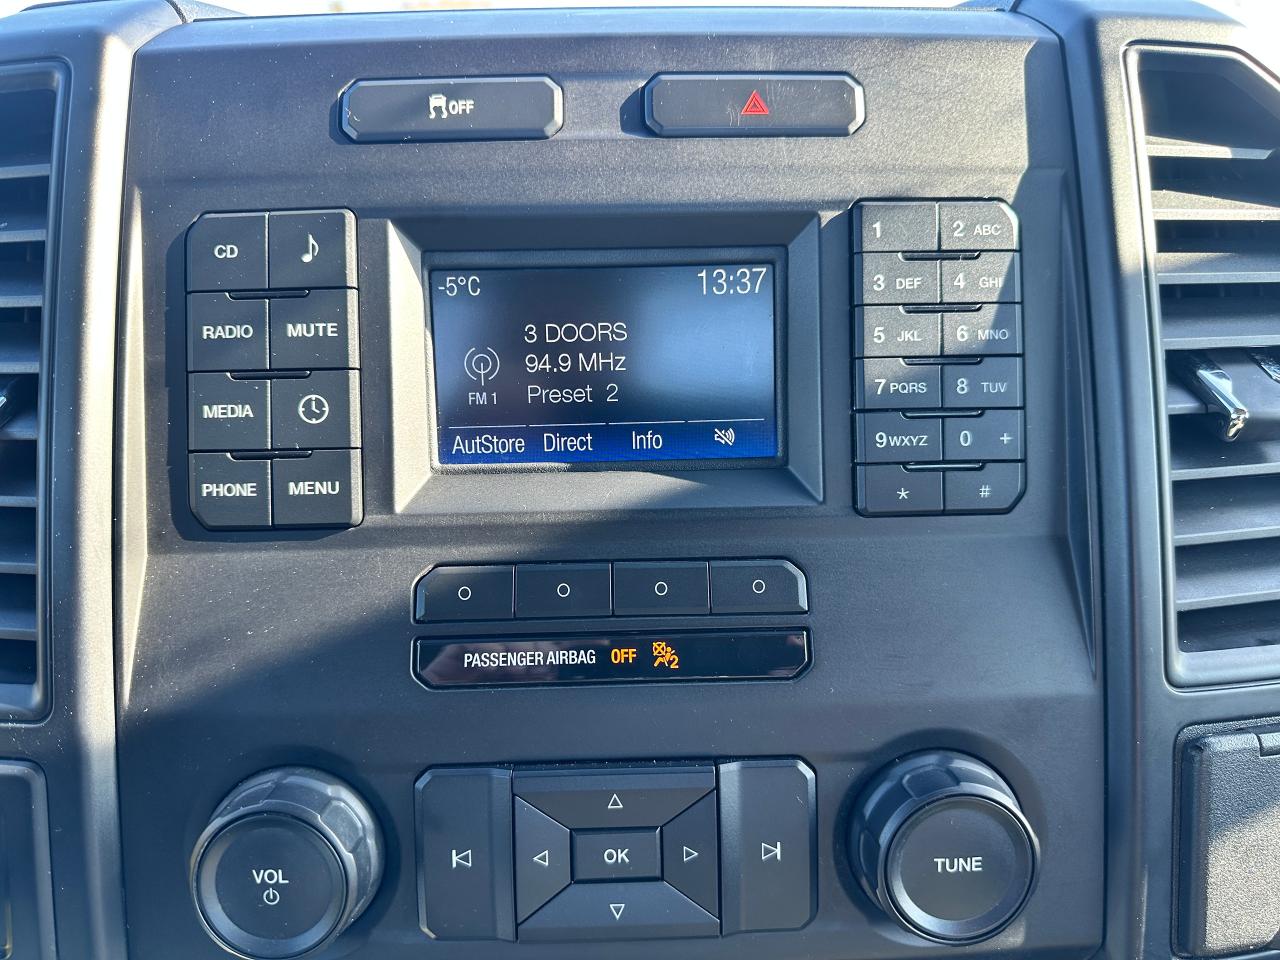 OFF
CD
RADIO MUTE
MEDIA
PHONE MENU
-5°C 13:37
3 DOORS
94.9 MHz
FM 1 Preset 2
AutStore Direct Info
1 2 ABC
3 DEF 4 GHI
5 JKL 6 MNO
7 PQRS 8 TUV
9 WXYZ 0 +
* #
PASSENGER AIRBAG OFF 2
VOL
OK
TUNE